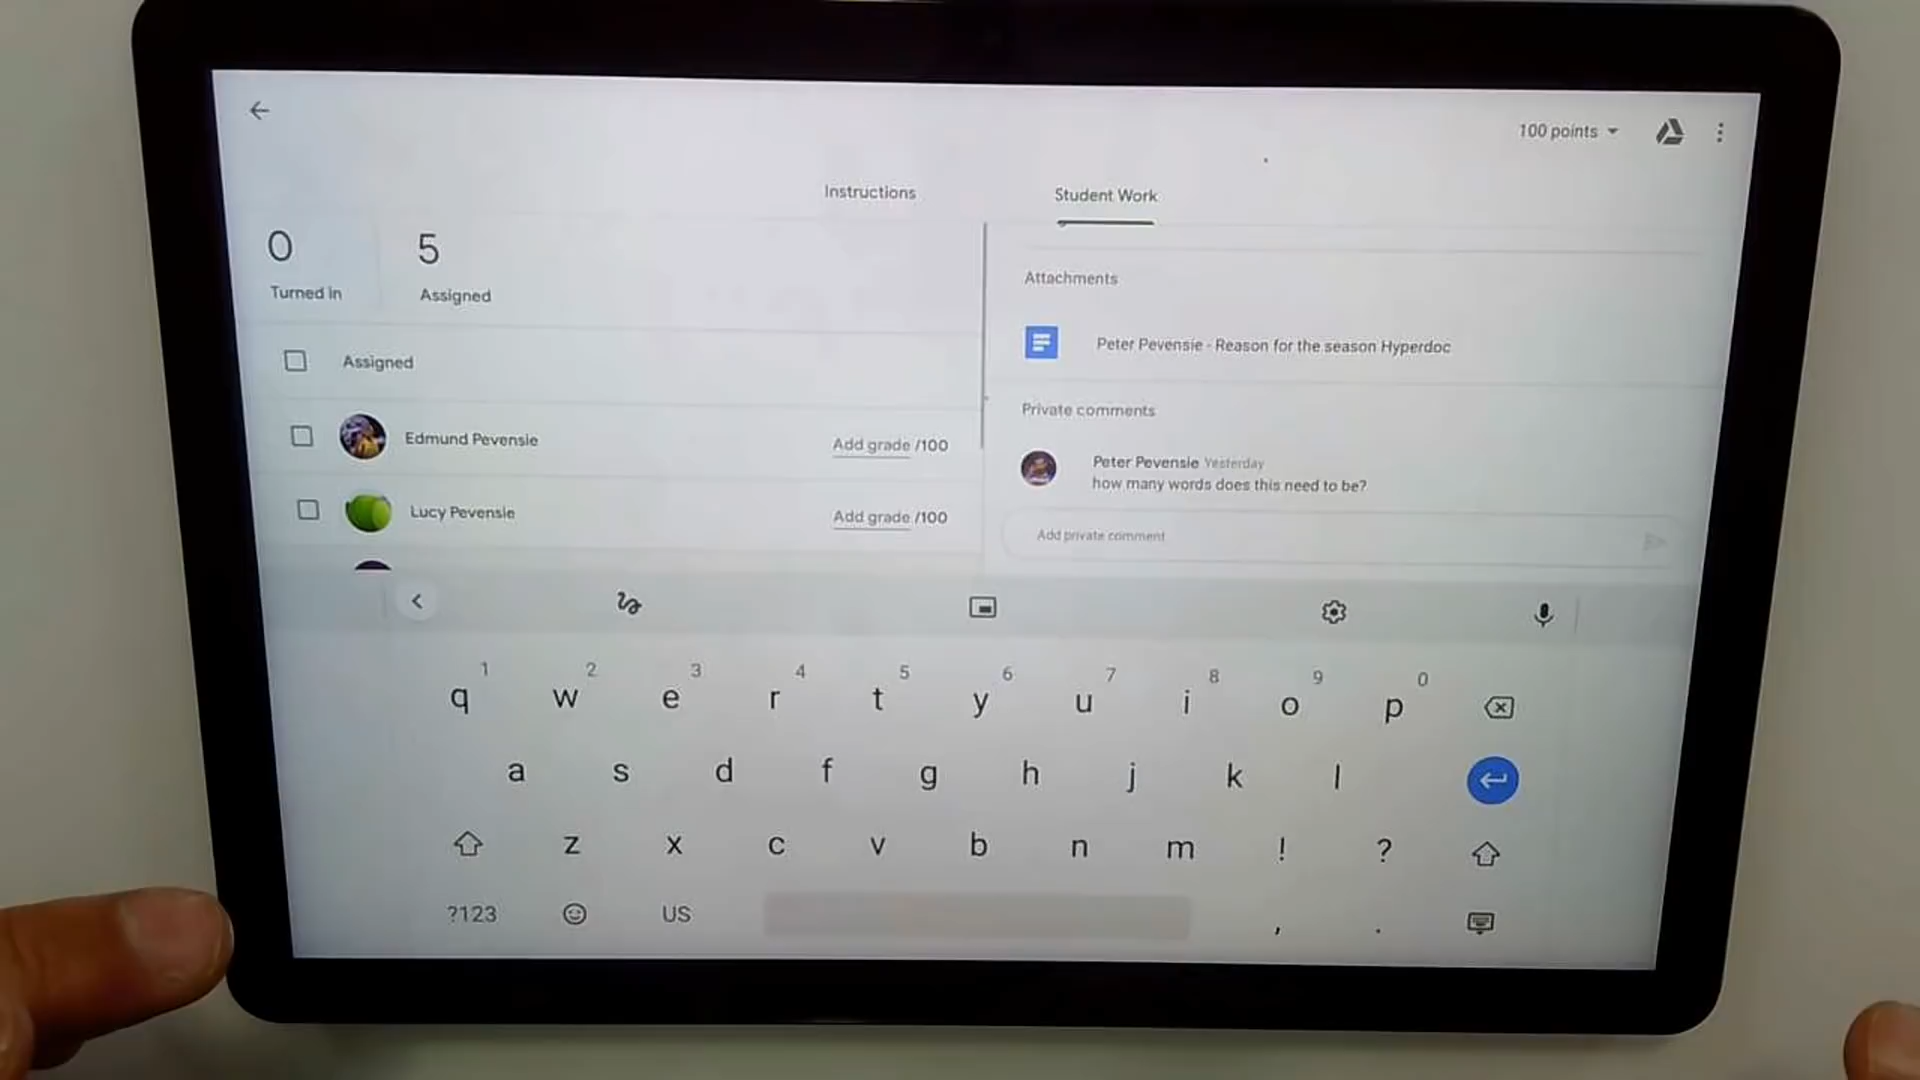 100 points
Instructions
Student Work
0
Turned in
5
Assigned
Assigned
Edmund Pevensie
Add grade /100
Lucy Pevensie
Add grade /100
Attachments
Peter Pevensie - Reason for the season Hyperdoc
Private comments
Peter Pevensie Yesterday
how many words does this need to be?
Add private comment
1 2 3 4 5 6 7 8 9 0
q w e r t y u i o p
a s d f g h j k l
z x c v b n m ! ?
?123 US , .